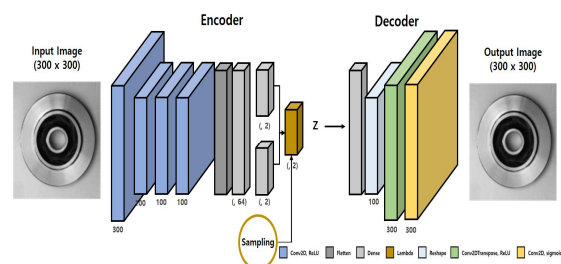 Encoder
Decoder
Input Image
(300 x 300)
Output Image
(300 x 300)
(, 2)
Z
(, 2)
100
100
100
(, 64)
(, 2)
100
300
300
300
Sampling
Conv2D, ReLU
Flatten
Dense
Lambda
Reshape
Conv2DTranspose, ReLU
Conv2D, sigmoid